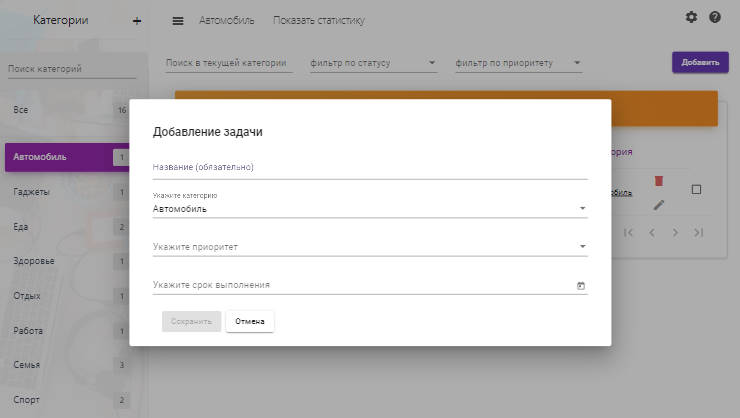 Категории +
Автомобиль Показать статистику
Поиск категорий
Поиск в текущей категории фильтр по статусу фильтр по приоритету Добавить
Все 16
Автомобиль 1
Гаджеты 1
Еда 2
Здоровье 1
Отдых 1
Работа 1
Семья 3
Спорт 2
Добавление задачи
Название (обязательно)
Укажите категорию
Автомобиль
Укажите приоритет
Укажите срок выполнения
Сохранить Отмена